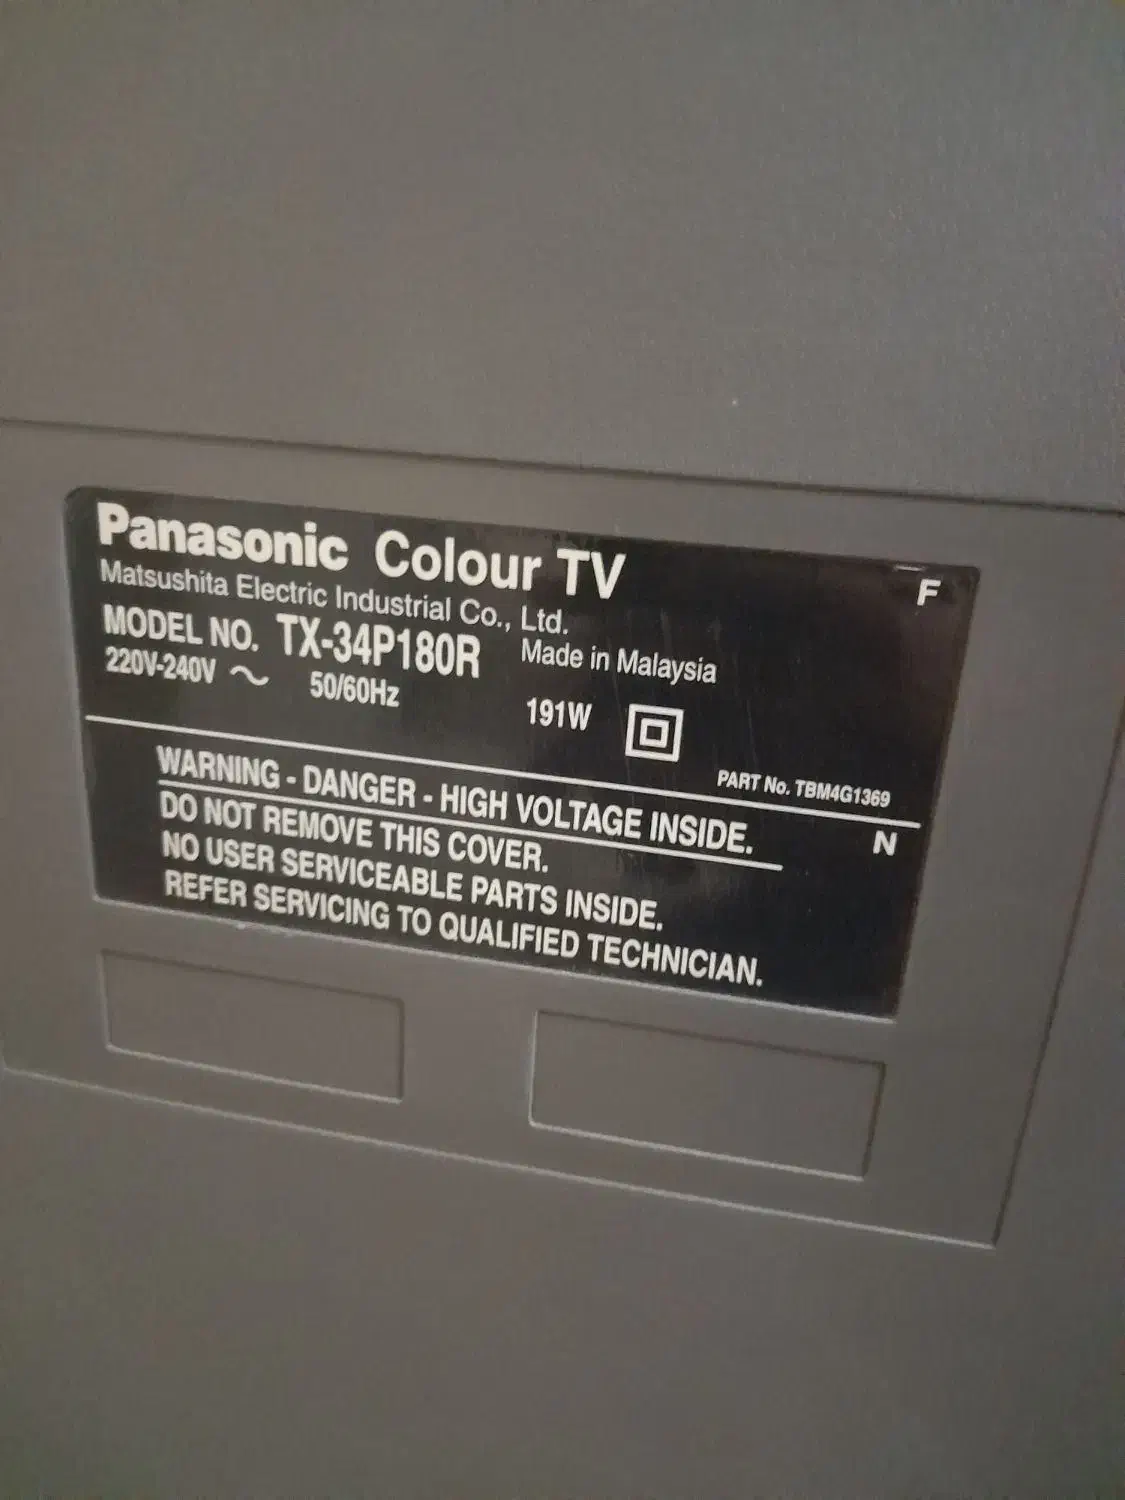 Panasonic Colour TV
F
Matsushita Electric Industrial Co., Ltd.
MODEL NO. TX-34P180R Made in Malaysia
220V-240V ~ 50/60Hz 191W
PART No. TBM4G1369
WARNING - DANGER - HIGH VOLTAGE INSIDE.
N
DO NOT REMOVE THIS COVER.
NO USER SERVICEABLE PARTS INSIDE.
REFER SERVICING TO QUALIFIED TECHNICIAN.